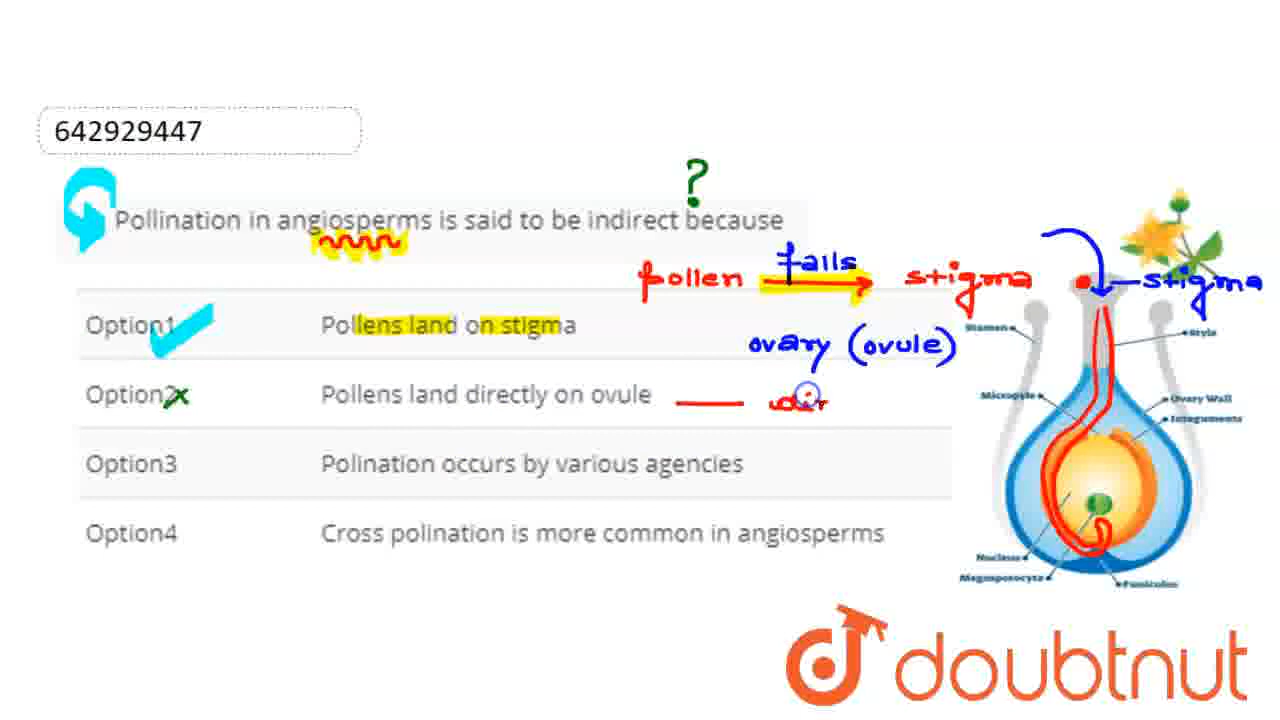 642929447
?
Pollination in angiosperms is said to be indirect because
pollen falls stigma
stigma
Option1 Pollens land on stigma
Stamen
Style
ovary (ovule)
Option2 x Pollens land directly on ovule — dir
Micropyle
Ovary Wall
Integuments
Option3 Polination occurs by various agencies
Option4 Cross polination is more common in angiosperms
Nucleus
Megasporocyte
Funiculus
doubtnut